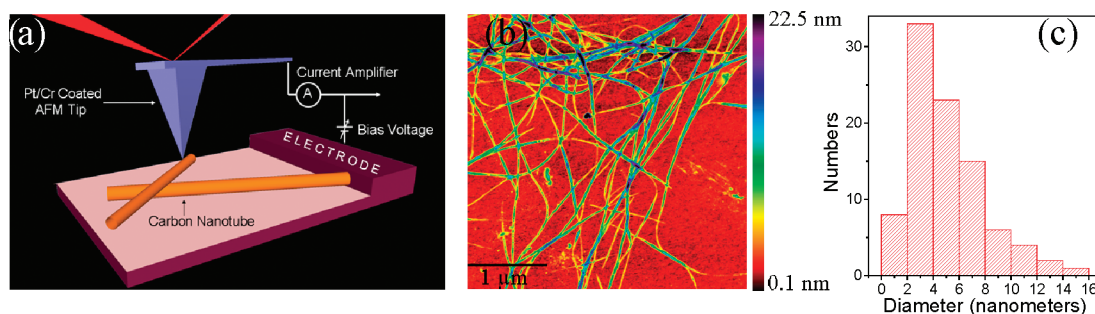 (a)
Current Amplifier
A
Pt/Cr Coated
AFM Tip
Bias Voltage
ELECTRODE
Carbon Nanotube
(b)
1 μm
22.5 nm
0.1 nm
(c)
Numbers
30
20
10
0
0 2 4 6 8 10 12 14 16
Diameter (nanometers)